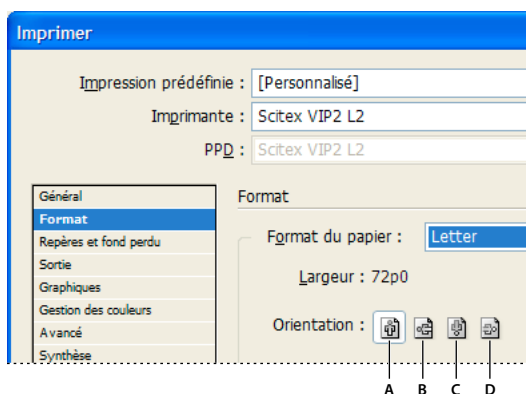 Imprimer
Impression prédéfinie : [Personnalisé]
Imprimante : Scitex VIP2 L2
PPD : Scitex VIP2 L2
Général
Format
Repères et fond perdu
Sortie
Graphiques
Gestion des couleurs
Avancé
Synthèse
Format
Format du papier : Letter
Largeur : 72p0
Orientation :
A B C D